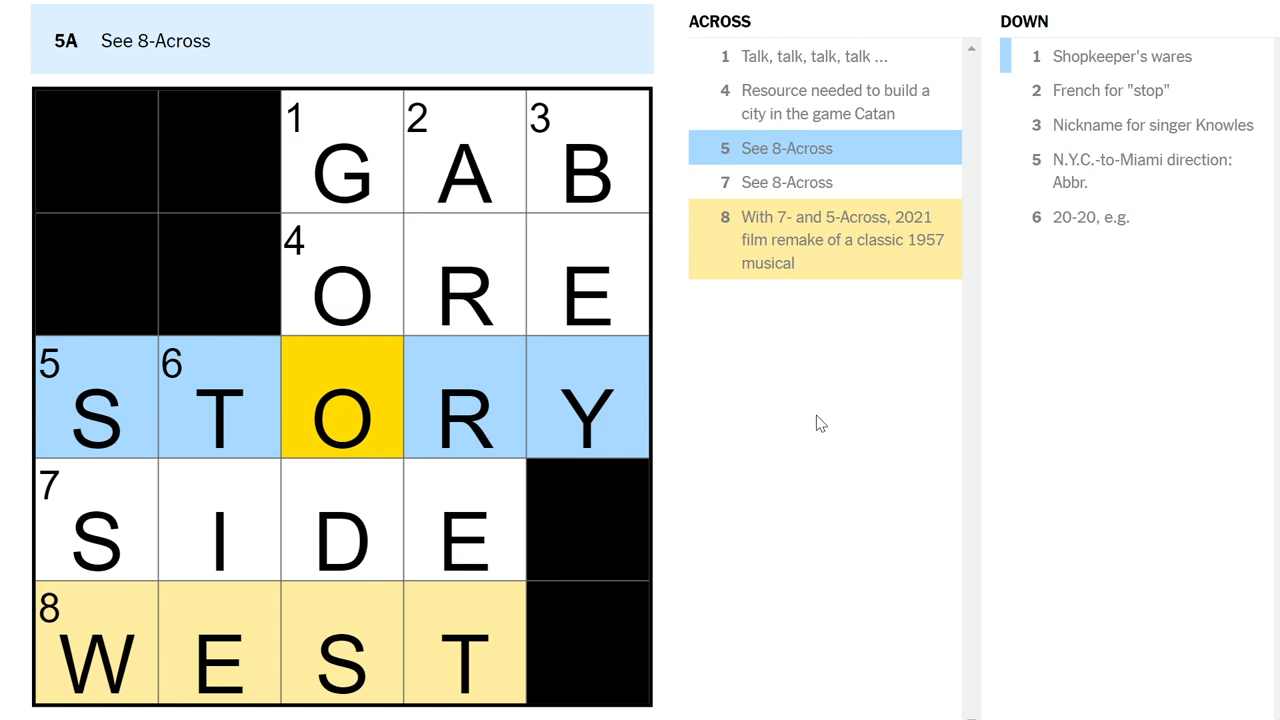 5A See 8-Across
1 2 3
G A B
4
O R E
5 6
S T O R Y
7
S I D E
8
W E S T
ACROSS
1 Talk, talk, talk, talk ...
4 Resource needed to build a
city in the game Catan
5 See 8-Across
7 See 8-Across
8 With 7- and 5-Across, 2021
film remake of a classic 1957
musical
DOWN
1 Shopkeeper's wares
2 French for "stop"
3 Nickname for singer Knowles
5 N.Y.C.-to-Miami direction:
Abbr.
6 20-20, e.g.